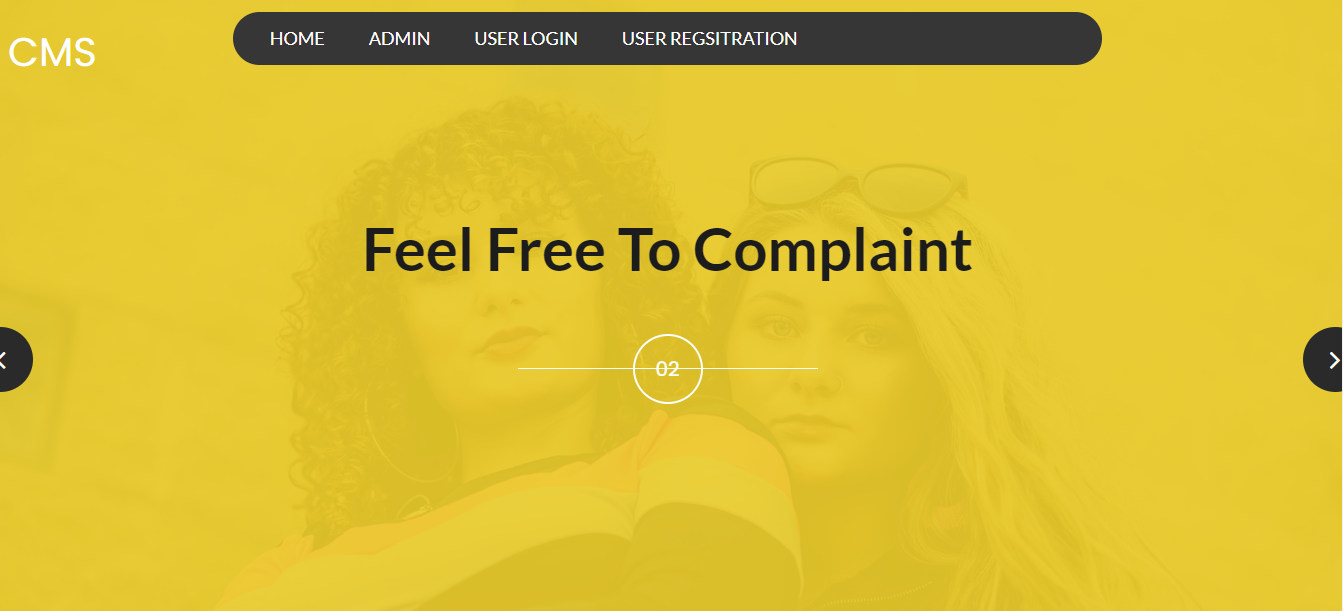 CMS
HOME ADMIN USER LOGIN USER REGSITRATION
Feel Free To Complaint
02